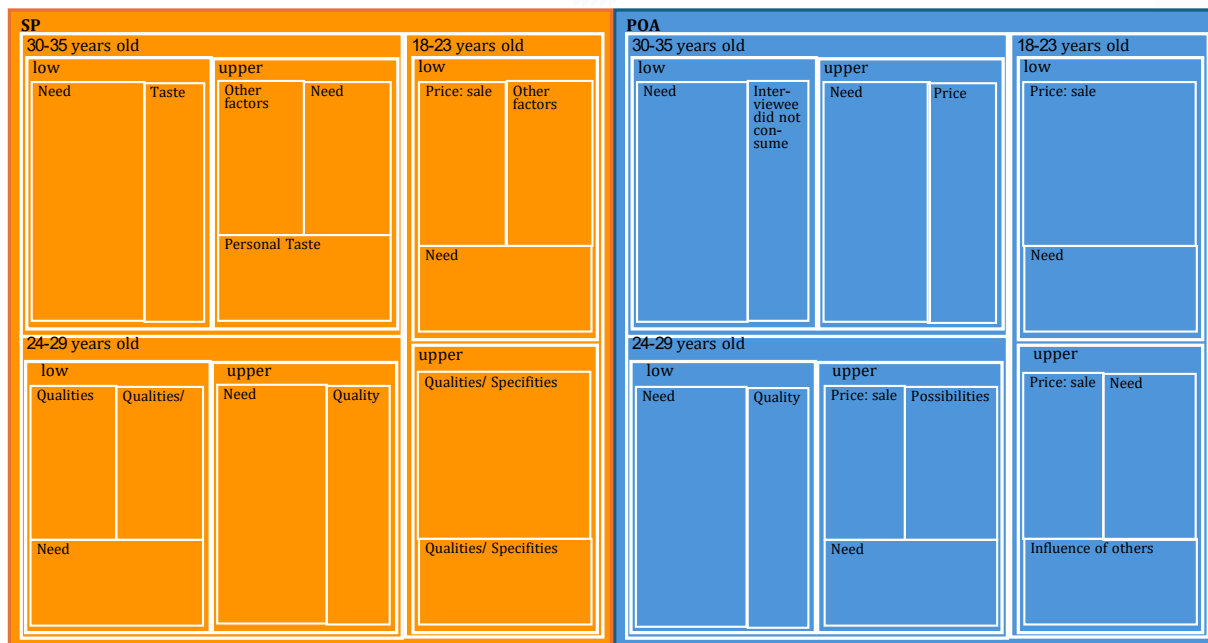 SP
30-35 years old
low
Need
Taste
upper
Other
factors
Need
Personal Taste
18-23 years old
low
Price: sale
Other
factors
Need
24-29 years old
low
Qualities
Qualities/
Need
upper
Need
Quality
upper
Qualities/ Specifities
Qualities/ Specifities
POA
30-35 years old
low
Need
Inter-
viewee
did not
con-
sume
upper
Need
Price
18-23 years old
low
Price: sale
Need
24-29 years old
low
Need
Quality
upper
Price: sale
Possibilities
Need
upper
Price: sale
Need
Influence of others